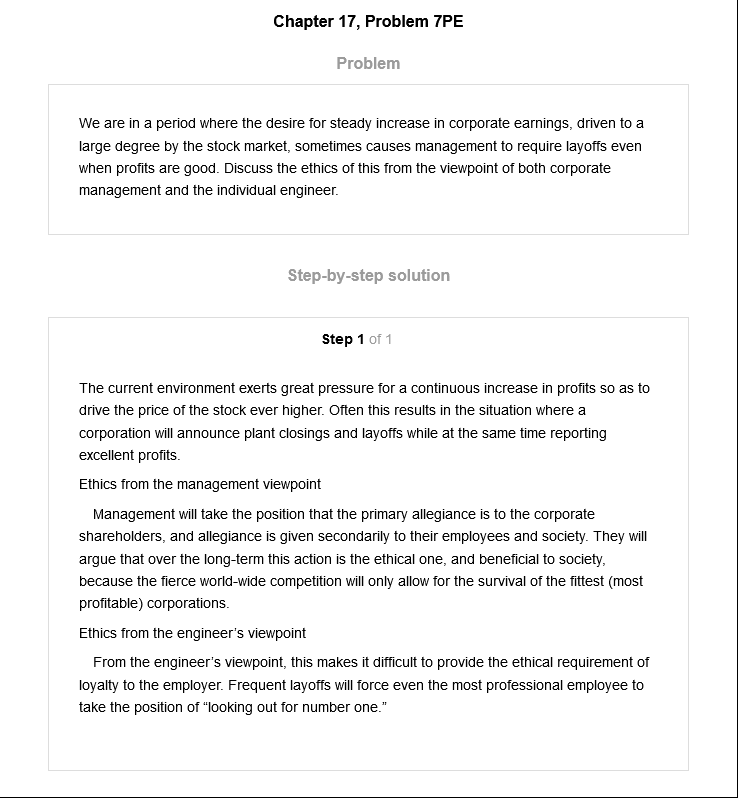 Chapter 17, Problem 7PE
Problem
We are in a period where the desire for steady increase in corporate earnings, driven to a
large degree by the stock market, sometimes causes management to require layoffs even
when profits are good. Discuss the ethics of this from the viewpoint of both corporate
management and the individual engineer.
Step-by-step solution
Step 1 of 1
The current environment exerts great pressure for a continuous increase in profits so as to
drive the price of the stock ever higher. Often this results in the situation where a
corporation will announce plant closings and layoffs while at the same time reporting
excellent profits.
Ethics from the management viewpoint
Management will take the position that the primary allegiance is to the corporate
shareholders, and allegiance is given secondarily to their employees and society. They will
argue that over the long-term this action is the ethical one, and beneficial to society,
because the fierce world-wide competition will only allow for the survival of the fittest (most
profitable) corporations.
Ethics from the engineer’s viewpoint
From the engineer’s viewpoint, this makes it difficult to provide the ethical requirement of
loyalty to the employer. Frequent layoffs will force even the most professional employee to
take the position of “looking out for number one.”